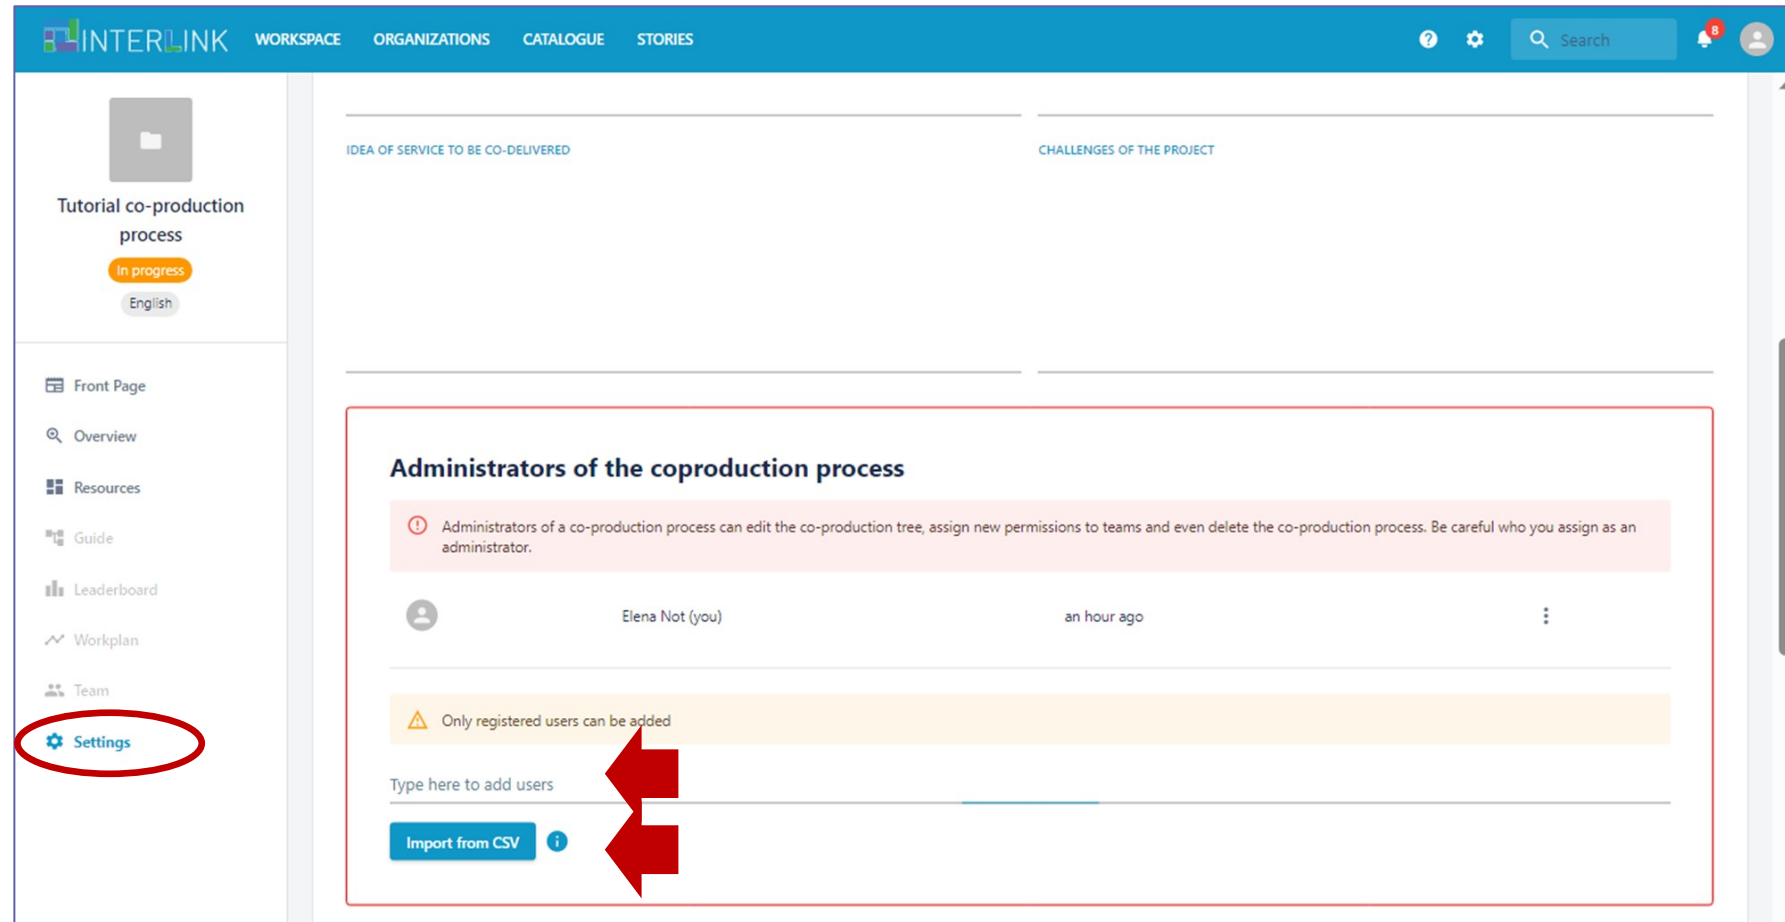 INTERLINK WORKSPACE ORGANIZATIONS CATALOGUE STORIES ? Search 8
Tutorial co-production
process
In progress
English
Front Page
Overview
Resources
Guide
Leaderboard
Workplan
Team
Settings
IDEA OF SERVICE TO BE CO-DELIVERED
CHALLENGES OF THE PROJECT
Administrators of the coproduction process
Administrators of a co-production process can edit the co-production tree, assign new permissions to teams and even delete the co-production process. Be careful who you assign as an
administrator.
Elena Not (you) an hour ago
Only registered users can be added
Type here to add users
Import from CSV